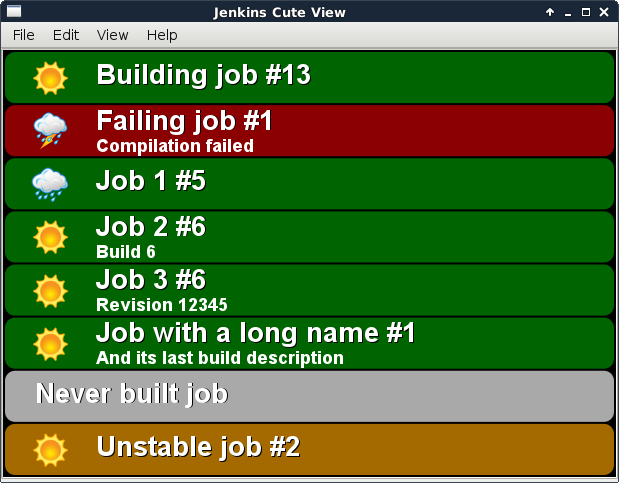 Jenkins Cute View
File Edit View Help
Building job #13
Failing job #1
Compilation failed
Job 1 #5
Job 2 #6
Build 6
Job 3 #6
Revision 12345
Job with a long name #1
And its last build description
Never built job
Unstable job #2